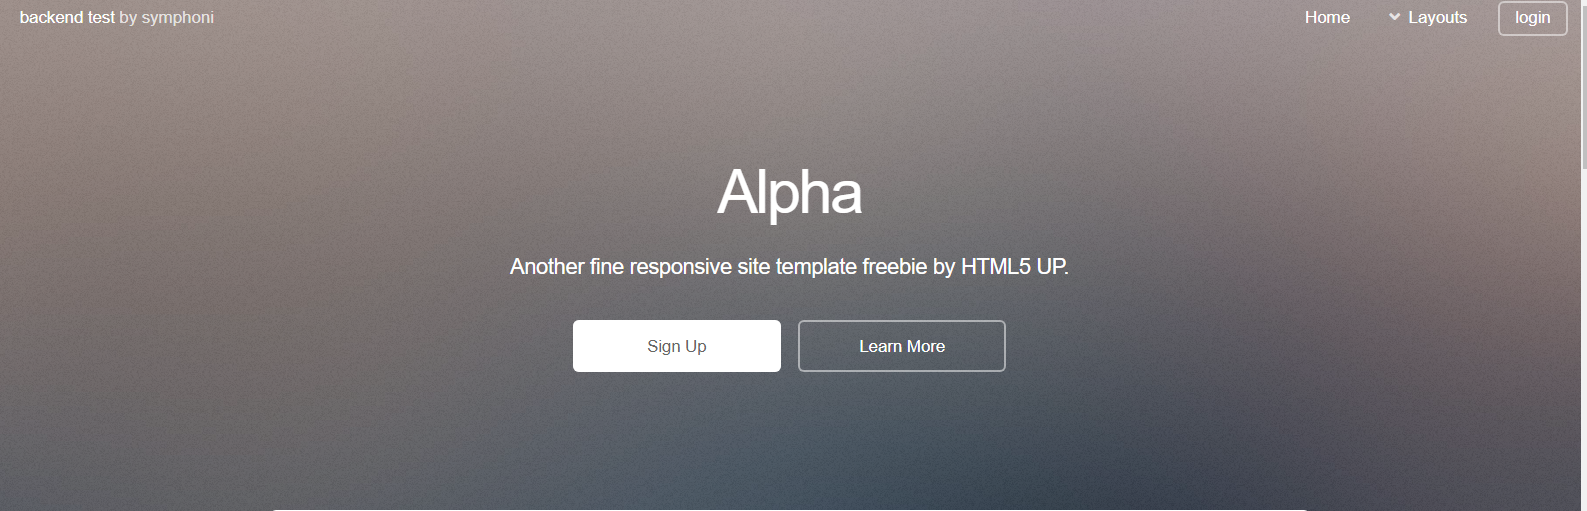 backend test by symphoni
Home
Layouts
login
Alpha
Another fine responsive site template freebie by HTML5 UP.
Sign Up
Learn More